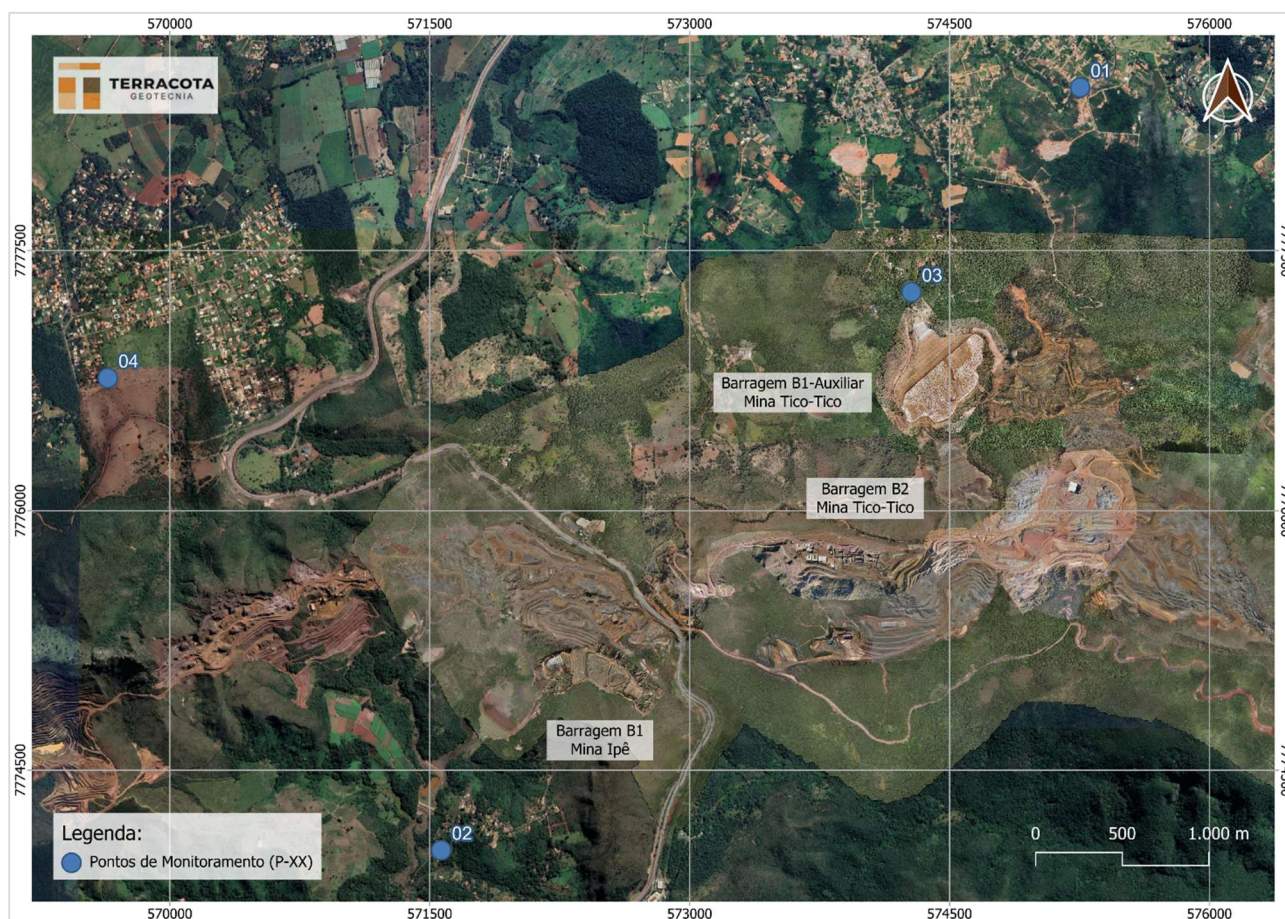 570000 571500 573000 574500 576000
TERRACOTA
GEOTECNIA
01
7777500
03
04
Barragem B1-Auxiliar
Mina Tico-Tico
Barragem B2
Mina Tico-Tico
7776000
Barragem B1
Mina Ipê
7774500
02
Legenda:
Pontos de Monitoramento (P-XX)
0 500 1.000 m
570000 571500 573000 574500 576000